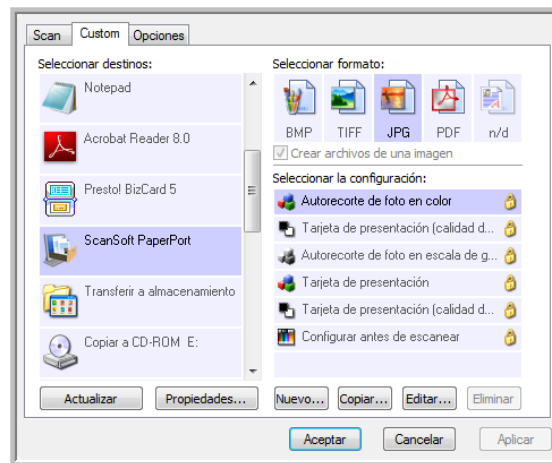 Scan Custom Opciones
Seleccionar destinos:
Notepad
Acrobat Reader 8.0
Presto! BizCard 5
ScanSoft PaperPort
Transferir a almacenamiento
Copiar a CD-ROM E:
Actualizar Propiedades...
Seleccionar formato:
BMP TIFF JPG PDF n/d
Crear archivos de una imagen
Seleccionar la configuración:
Autorecorte de foto en color
Tarjeta de presentación (calidad d...
Autorecorte de foto en escala de g...
Tarjeta de presentación
Tarjeta de presentación (calidad d...
Configurar antes de escanear
Nuevo... Copiar... Editar... Eliminar
Aceptar Cancelar Aplicar